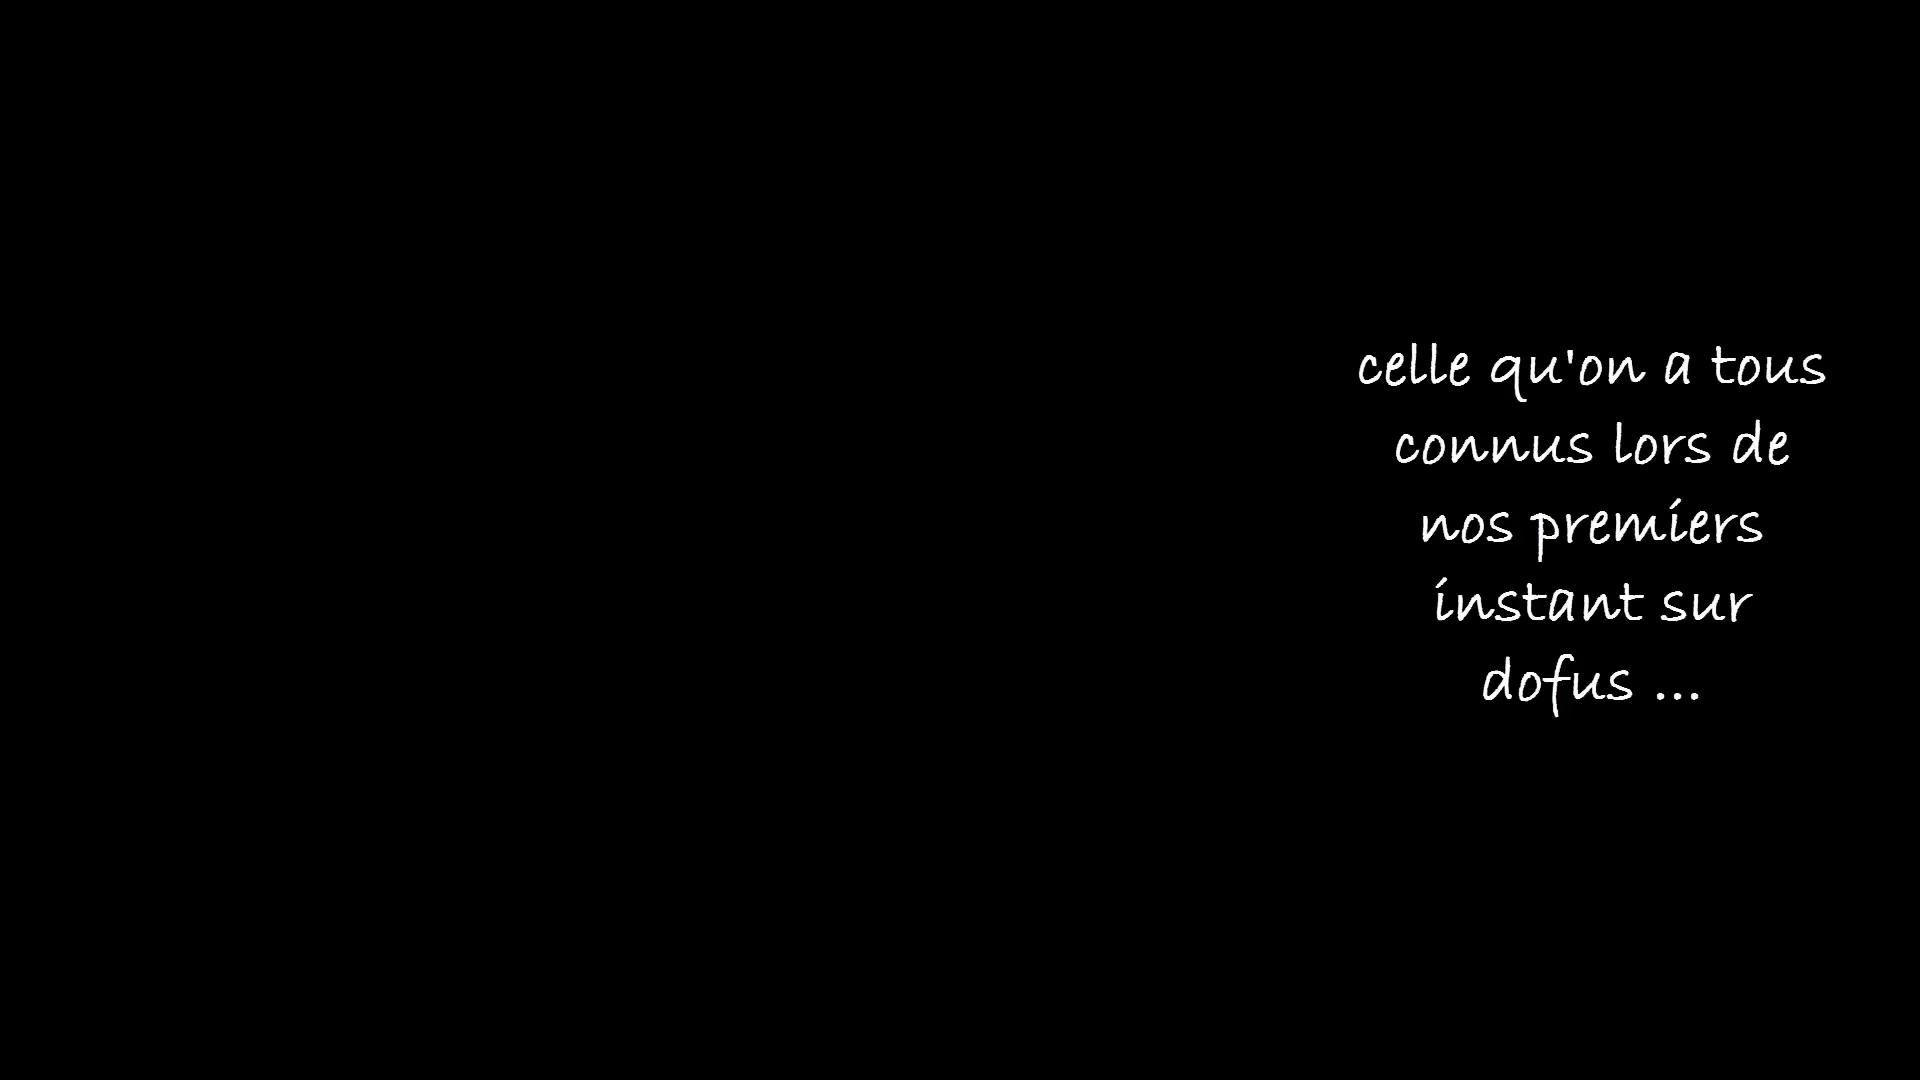 celle qu'on a tous
connus lors de
nos premiers
instant sur
dofus ...